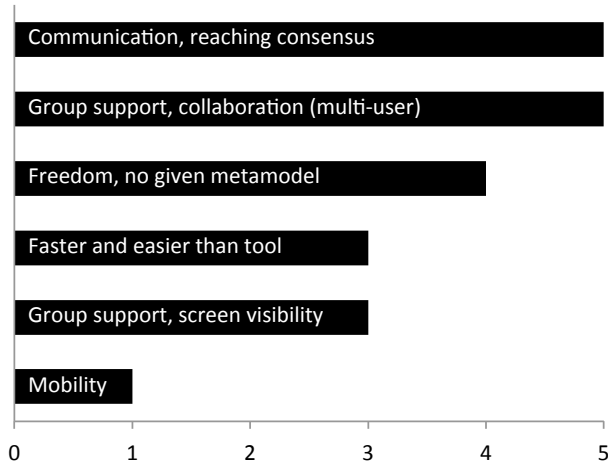 Communication, reaching consensus
Group support, collaboration (multi-user)
Freedom, no given metamodel
Faster and easier than tool
Group support, screen visibility
Mobility
0 1 2 3 4 5